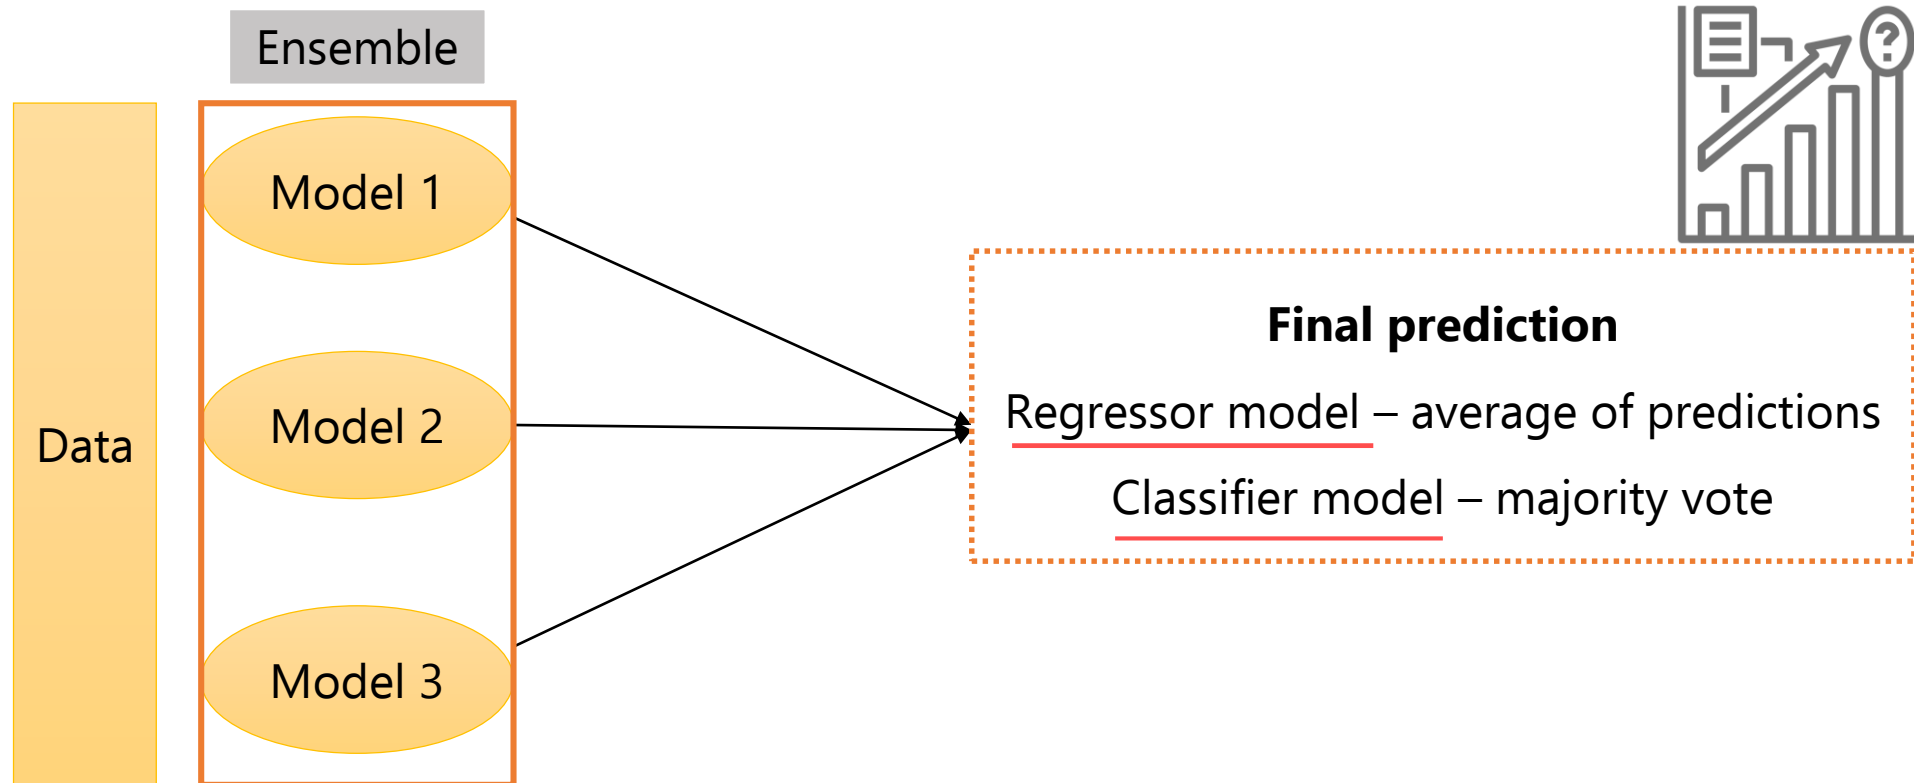 Ensemble
Data
Model 1
Model 2
Model 3
?
Final prediction
Regressor model – average of predictions
Classifier model – majority vote